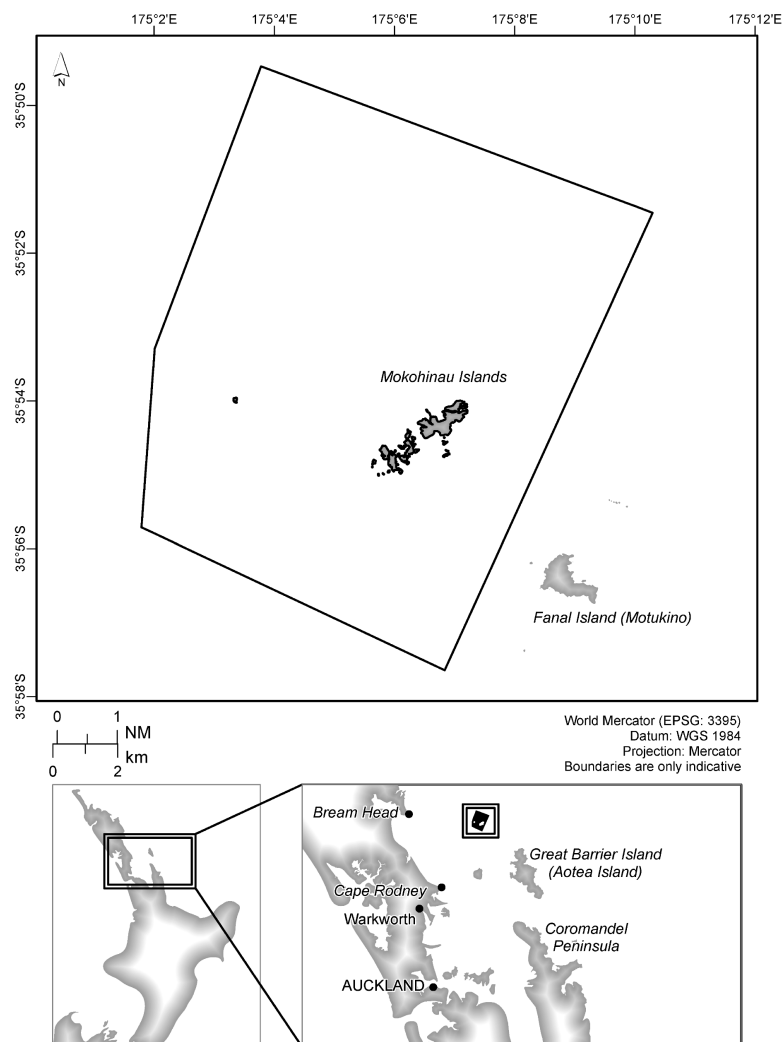 175°2'E 175°4'E 175°6'E 175°8'E 175°10'E 175°12'E
N
35°50'S
35°52'S
35°54'S
35°56'S
35°58'S
Mokohinau Islands
Fanal Island (Motukino)
0 1
NM
km
0 2
World Mercator (EPSG: 3395)
Datum: WGS 1984
Projection: Mercator
Boundaries are only indicative
Bream Head
Great Barrier Island
(Aotea Island)
Cape Rodney
Warkworth
Coromandel
Peninsula
AUCKLAND